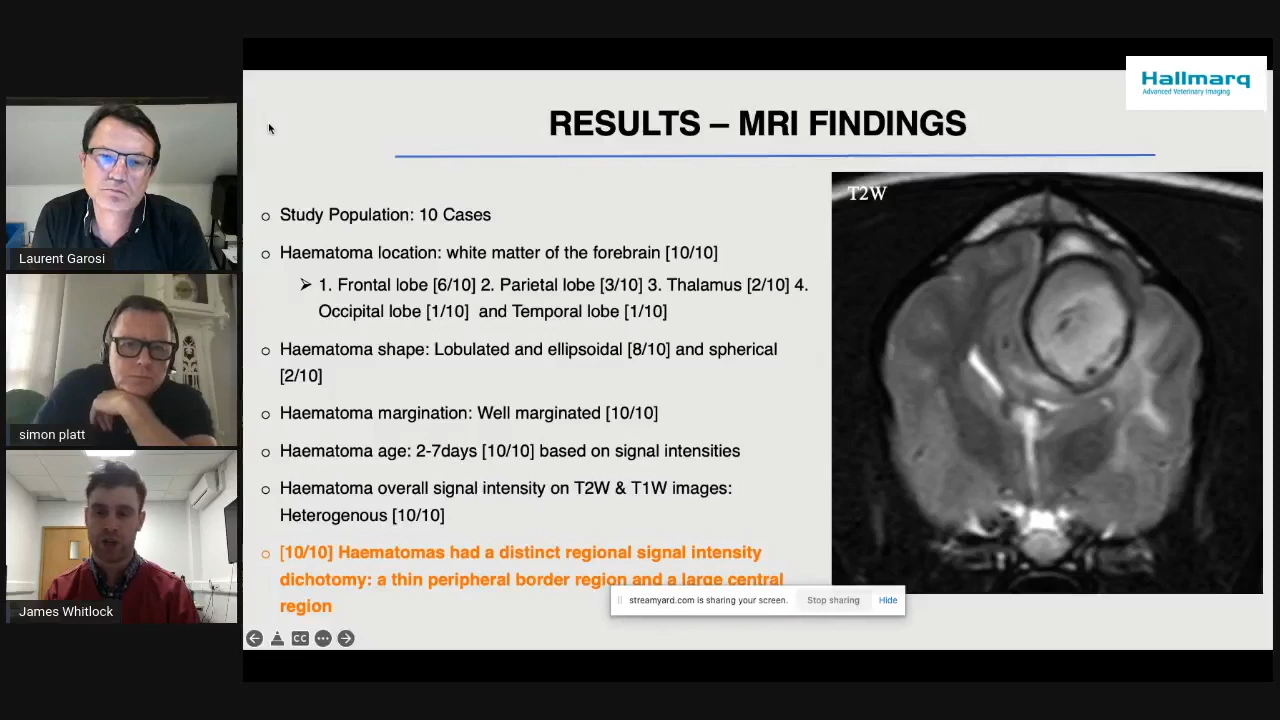 Hallmarq
Advanced Veterinary Imaging
RESULTS – MRI FINDINGS
T2W
o Study Population: 10 Cases
o Haematoma location: white matter of the forebrain [10/10]
➢ 1. Frontal lobe [6/10] 2. Parietal lobe [3/10] 3. Thalamus [2/10] 4.
Occipital lobe [1/10] and Temporal lobe [1/10]
o Haematoma shape: Lobulated and ellipsoidal [8/10] and spherical
[2/10]
o Haematoma margination: Well marginated [10/10]
o Haematoma age: 2-7days [10/10] based on signal intensities
o Haematoma overall signal intensity on T2W & T1W images:
Heterogenous [10/10]
o [10/10] Haematomas had a distinct regional signal intensity
dichotomy: a thin peripheral border region and a large central
region
streamyard.com is sharing your screen. Stop sharing Hide
CC
Laurent Garosi
simon platt
James Whitlock